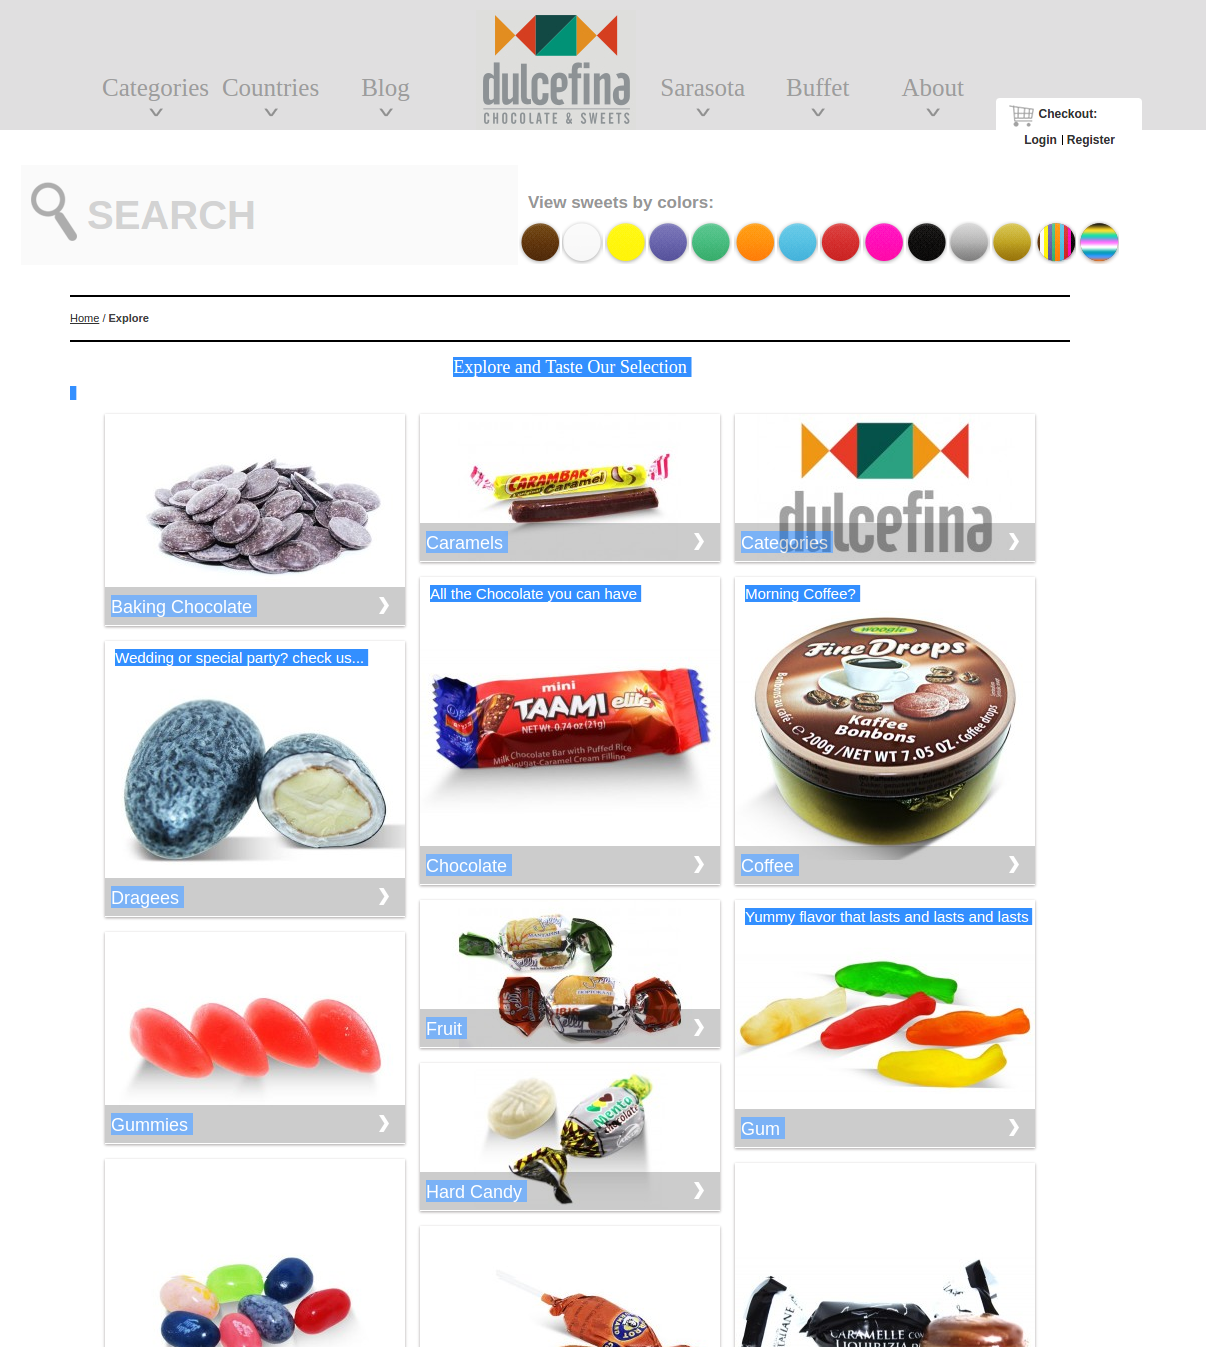 Categories Countries Blog Sarasota Buffet About
dulcefina
CHOCOLATE & SWEETS
Checkout:
Login | Register
SEARCH
View sweets by colors:
Home / Explore
Explore and Taste Our Selection
Baking Chocolate
CARAMBAR
Caramel
Caramels
dulcefina
Categories
Wedding or special party? check us...
Dragees
All the Chocolate you can have
mini
TAAMI elite
NET Wt. 0.74 oz (21g)
Milk Chocolate Bar with Puffed Rice
Nougat-Caramel Cream Filling
Chocolate
Morning Coffee?
woogie
Fine Drops
Kaffee
Bonbons
Bonbons au café · e 200g / NET WT 7.05 OZ · Coffee drops
Coffee
Gummies
Fruit
Yummy flavor that lasts and lasts and lasts
Gum
Mento
Hard Candy
CARAMELLE CON
LIQUIRIZIA